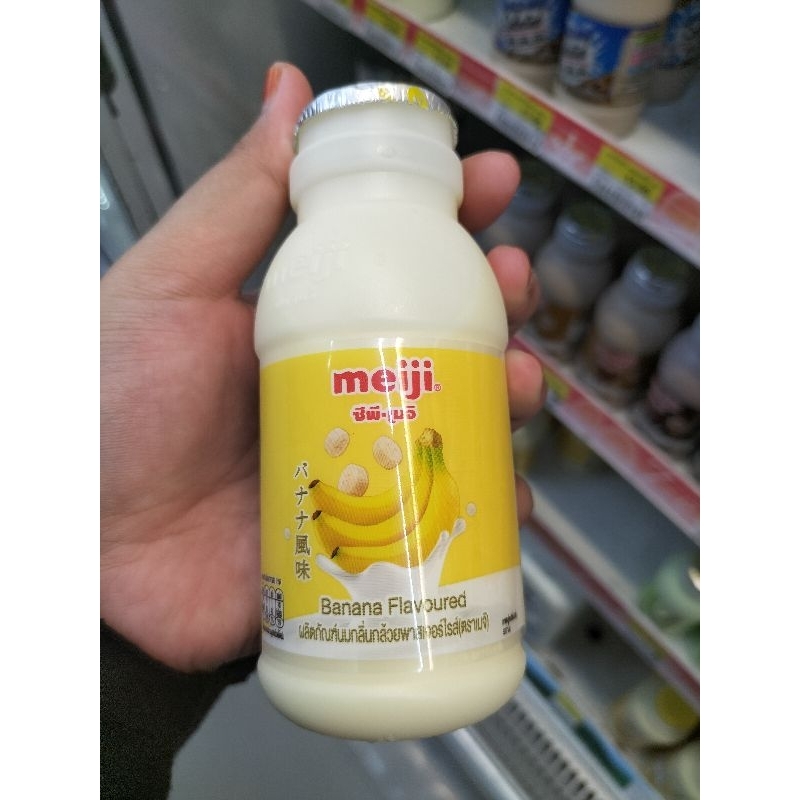 meiji
meiji
ซีพี-เมจิ
バナナ風味
Banana Flavoured
ผลิตภัณฑ์นมกลิ่นกล้วยพาสเจอร์ไรส์(ตราเมจิ)